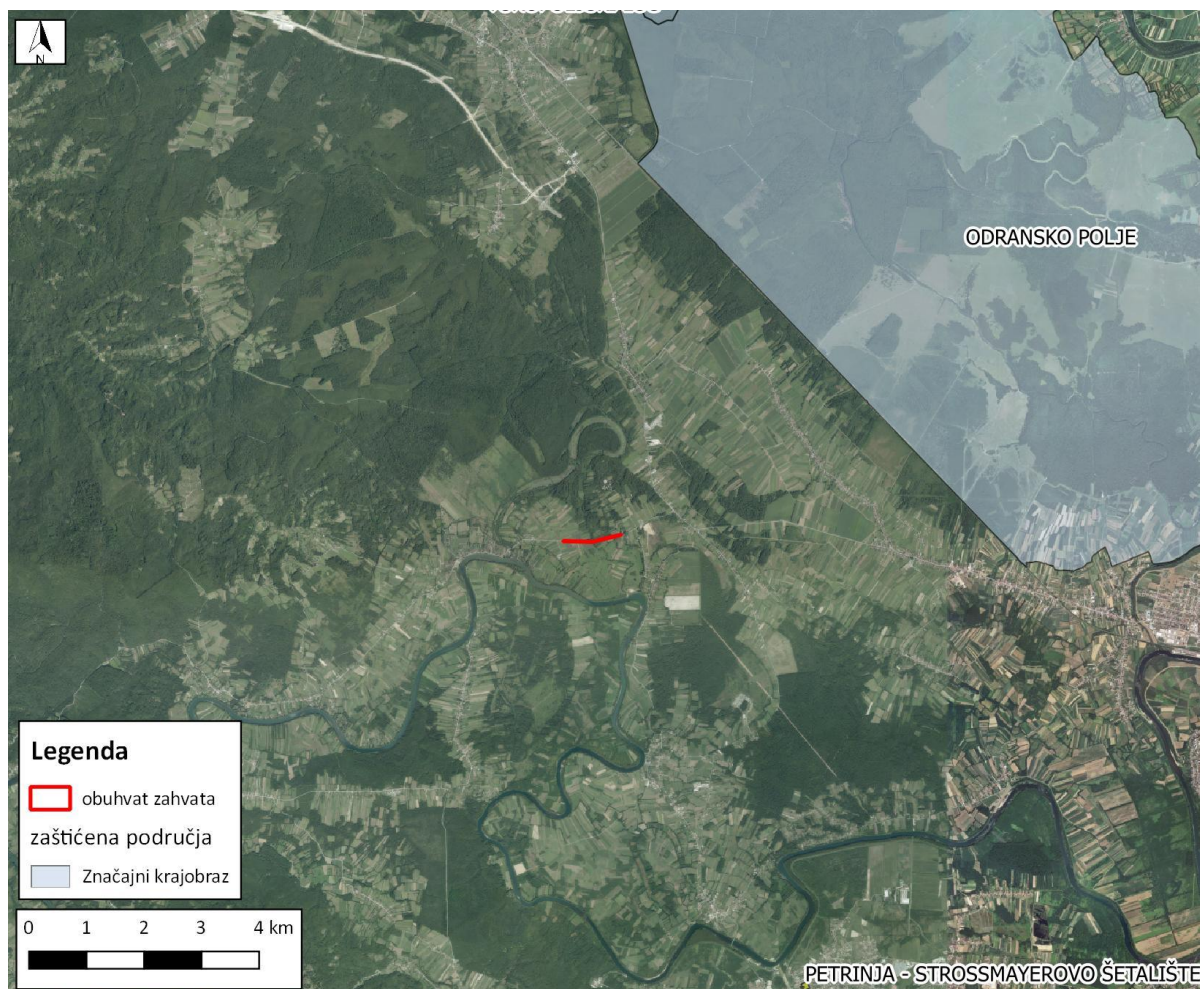 N
ODRANSKO POLJE
Legenda
obuhvat zahvata
zaštićena područja
Značajni krajobraz
0 1 2 3 4 km
PETRINJA - STROSSMAYEROVO ŠETALIŠTE